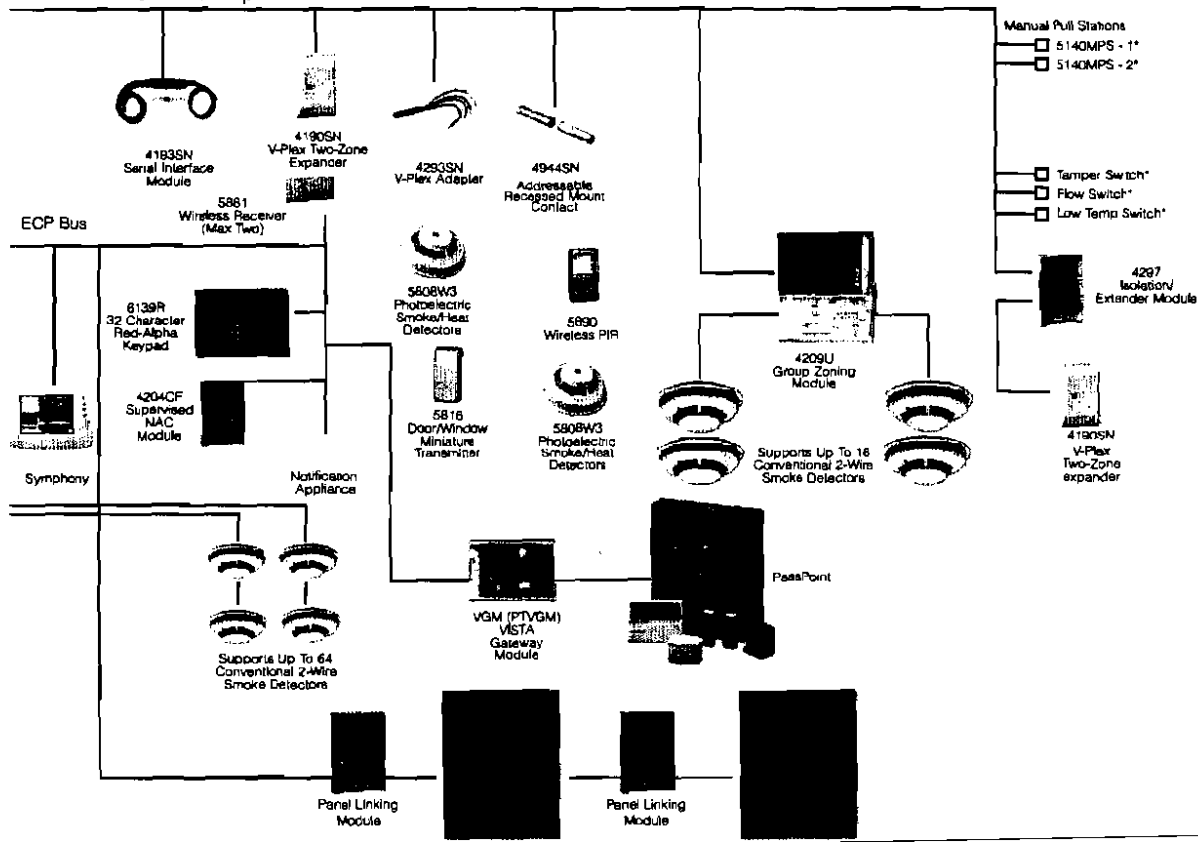 Manual Pull Stations
5140MPS - 1*
5140MPS - 2*
4193SN
Serial Interface
Module
4190SN
V-Plex Two-Zone
Expander
4293SN
V-Plex Adapter
4944SN
Addressable
Recessed Mount
Contact
Tamper Switch*
Flow Switch*
Low Temp Switch*
5881
Wireless Receiver
(Max Two)
ECP Bus
4297
Isolation/
Extender Module
6139R
32 Character
Red-Alpha
Keypad
5808W3
Photoelectric
Smoke/Heat
Detectors
5890
Wireless PIR
4209U
Group Zoning
Module
4204CF
Supervised
NAC
Module
5816
Door/Window
Miniature
Transmitter
5808W3
Photoelectric
Smoke/Heat
Detectors
Supports Up To 16
Conventional 2-Wire
Smoke Detectors
4190SN
V-Plex
Two-Zone
expander
Symphony
Notification
Appliance
PassPoint
VGM (PTVGM)
VISTA
Gateway
Module
Supports Up To 64
Conventional 2-Wire
Smoke Detectors
Panel Linking
Module
Panel Linking
Module